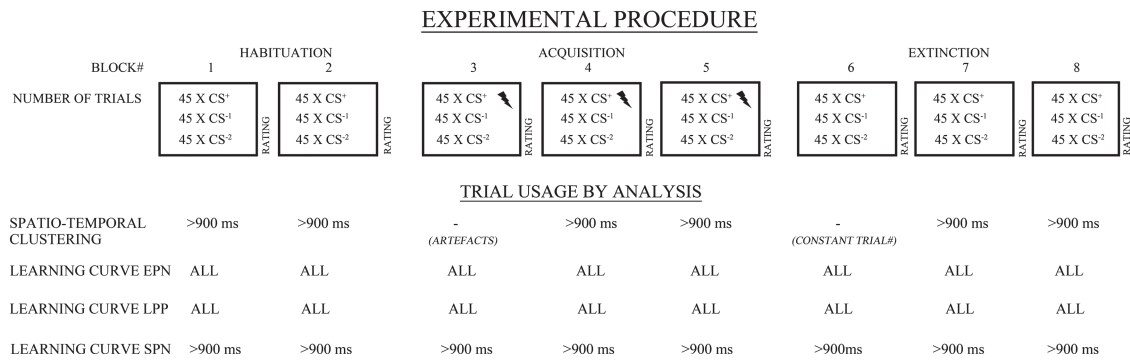 EXPERIMENTAL PROCEDURE
HABITUATION ACQUISITION EXTINCTION
BLOCK# 1 2 3 4 5 6 7 8
NUMBER OF TRIALS 45 X CS⁺ 45 X CS⁺ 45 X CS⁺ 45 X CS⁺ 45 X CS⁺ 45 X CS⁺ 45 X CS⁺ 45 X CS⁺
45 X CS⁻¹ 45 X CS⁻¹ 45 X CS⁻¹ 45 X CS⁻¹ 45 X CS⁻¹ 45 X CS⁻¹ 45 X CS⁻¹ 45 X CS⁻¹
45 X CS⁻² 45 X CS⁻² 45 X CS⁻² 45 X CS⁻² 45 X CS⁻² 45 X CS⁻² 45 X CS⁻² 45 X CS⁻²
RATING RATING RATING RATING RATING RATING RATING RATING
TRIAL USAGE BY ANALYSIS
SPATIO-TEMPORAL >900 ms >900 ms - >900 ms >900 ms - >900 ms >900 ms
CLUSTERING (ARTEFACTS) (CONSTANT TRIAL#)
LEARNING CURVE EPN ALL ALL ALL ALL ALL ALL ALL ALL
LEARNING CURVE LPP ALL ALL ALL ALL ALL ALL ALL ALL
LEARNING CURVE SPN >900 ms >900 ms >900 ms >900 ms >900 ms >900ms >900 ms >900 ms